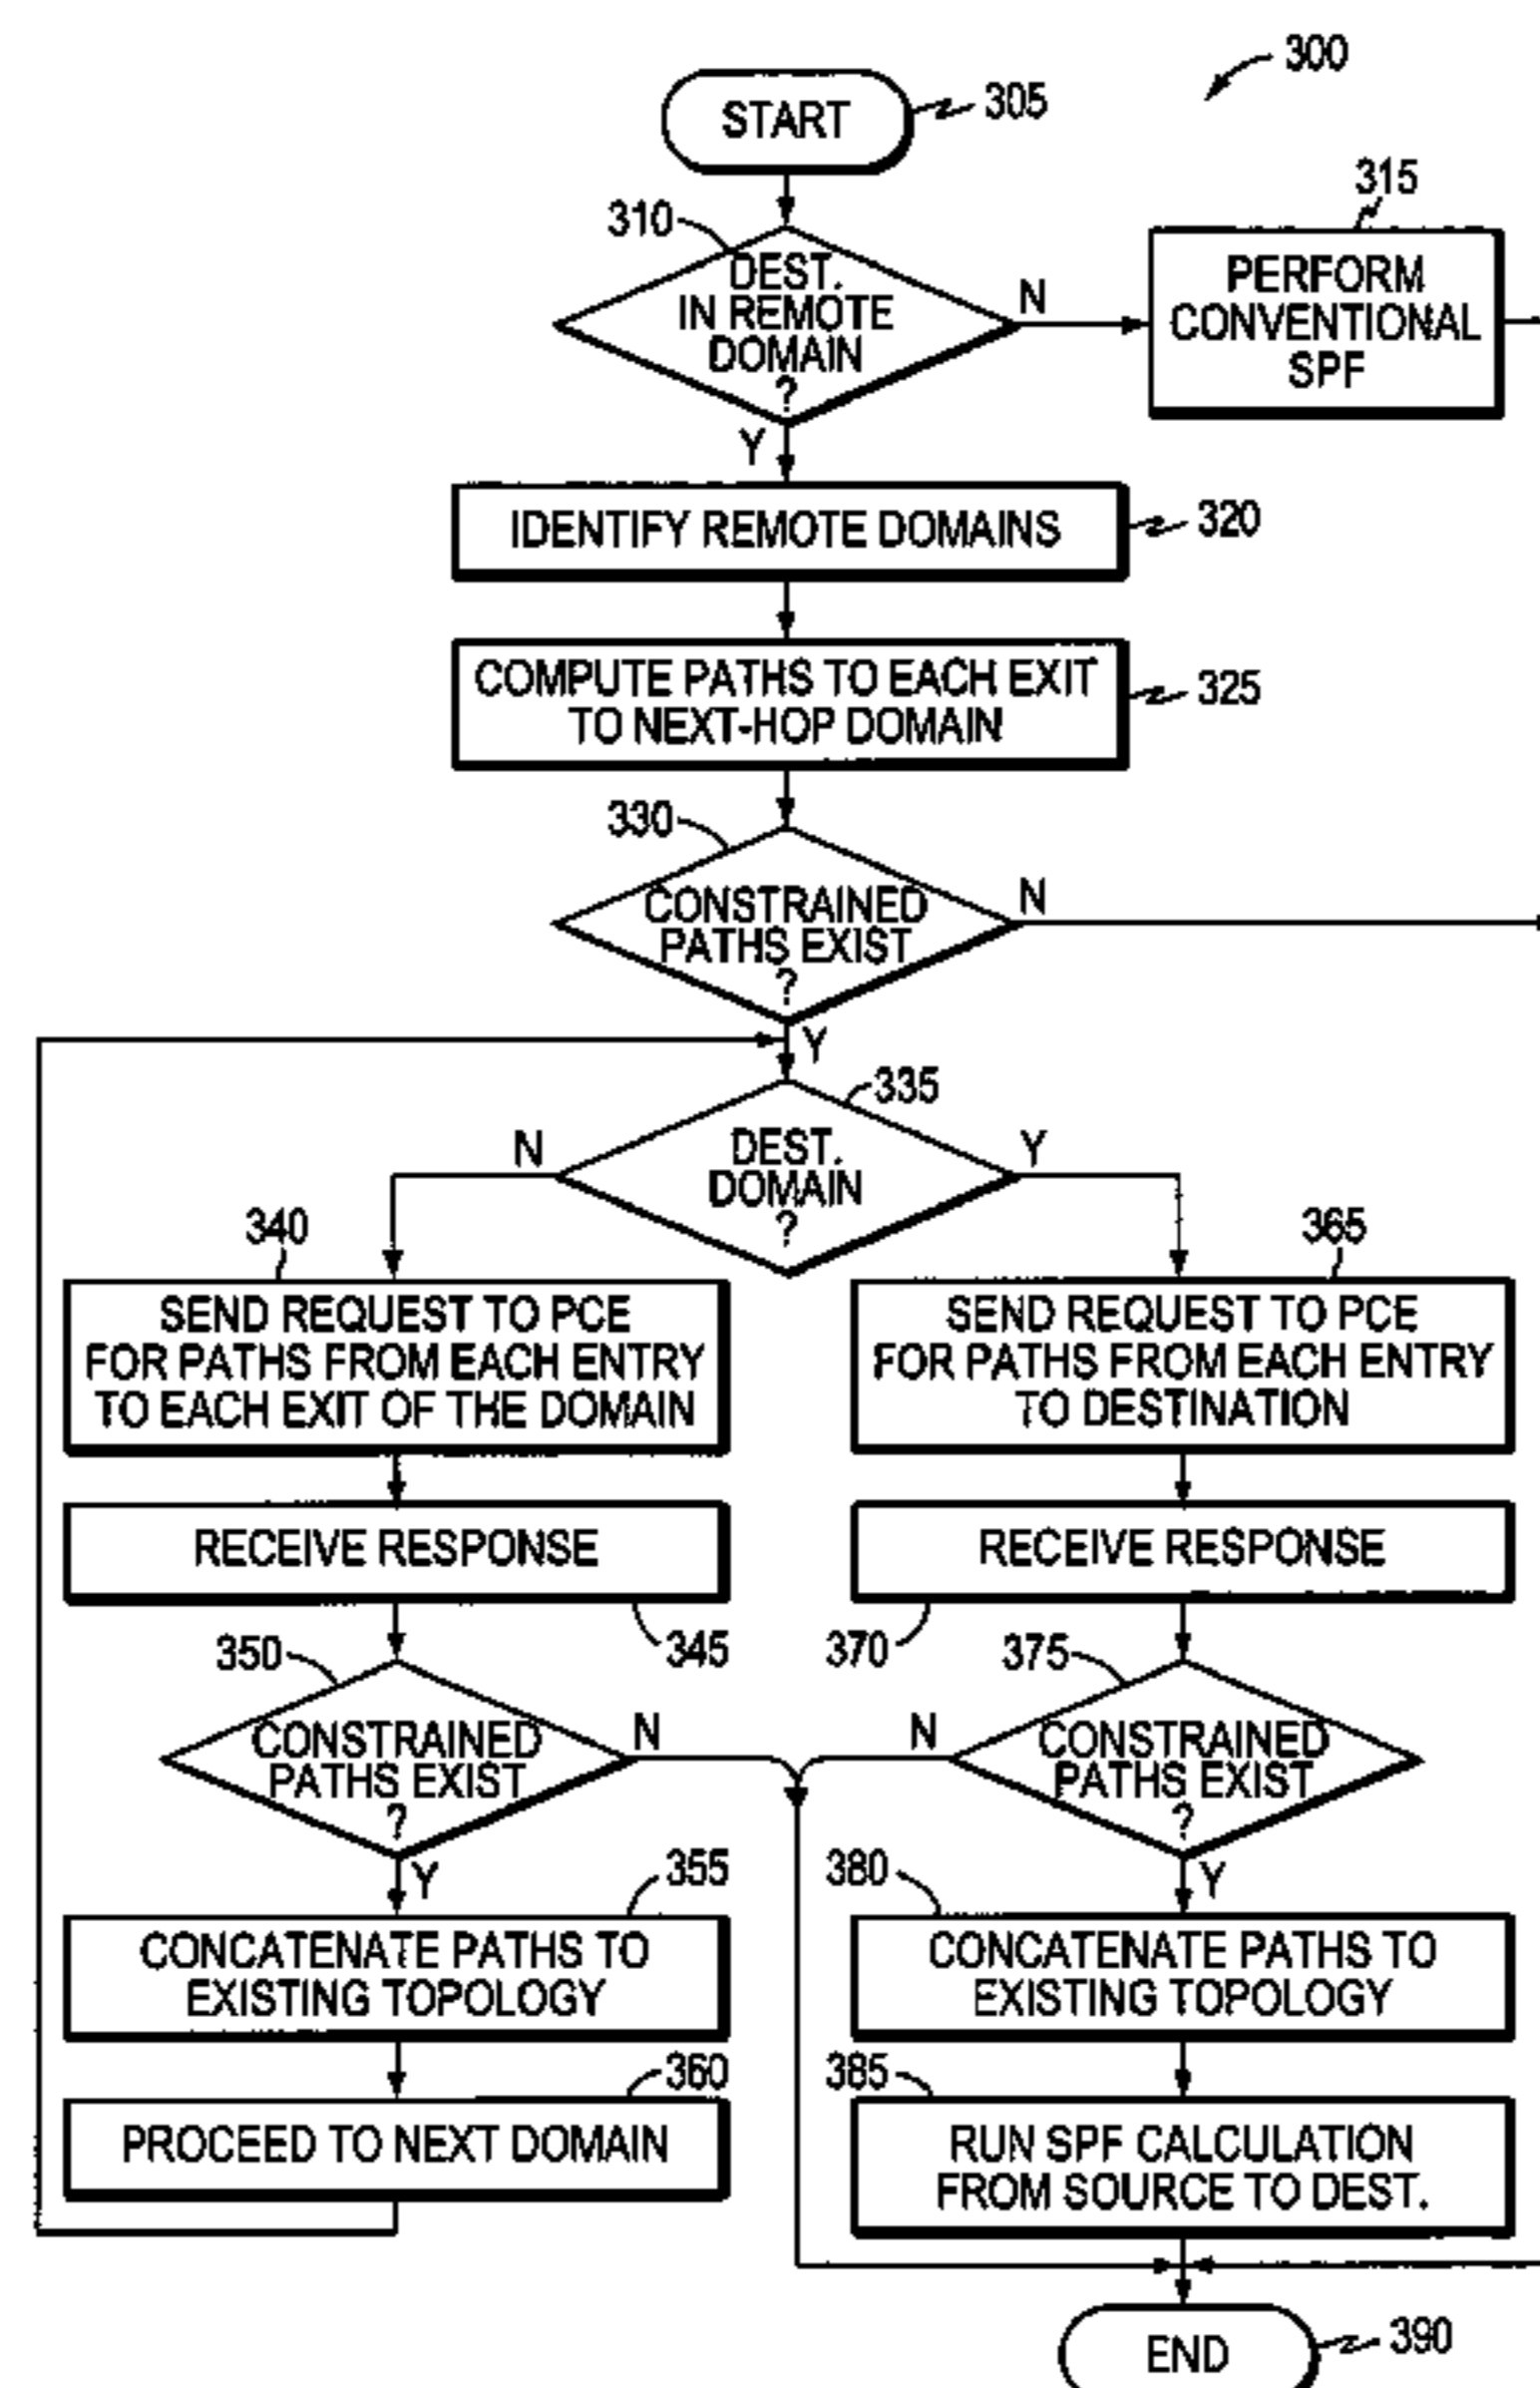 300
START
305
310
DEST.
IN REMOTE
DOMAIN
?
N
Y
315
PERFORM
CONVENTIONAL
SPF
IDENTIFY REMOTE DOMAINS
320
COMPUTE PATHS TO EACH EXIT
TO NEXT-HOP DOMAIN
325
330
CONSTRAINED
PATHS EXIST
?
N
Y
335
DEST.
DOMAIN
?
N
Y
340
SEND REQUEST TO PCE
FOR PATHS FROM EACH ENTRY
TO EACH EXIT OF THE DOMAIN
365
SEND REQUEST TO PCE
FOR PATHS FROM EACH ENTRY
TO DESTINATION
RECEIVE RESPONSE
345
RECEIVE RESPONSE
370
350
CONSTRAINED
PATHS EXIST
?
N
Y
375
CONSTRAINED
PATHS EXIST
?
N
Y
355
CONCATENATE PATHS TO
EXISTING TOPOLOGY
380
CONCATENATE PATHS TO
EXISTING TOPOLOGY
360
PROCEED TO NEXT DOMAIN
385
RUN SPF CALCULATION
FROM SOURCE TO DEST.
END
390